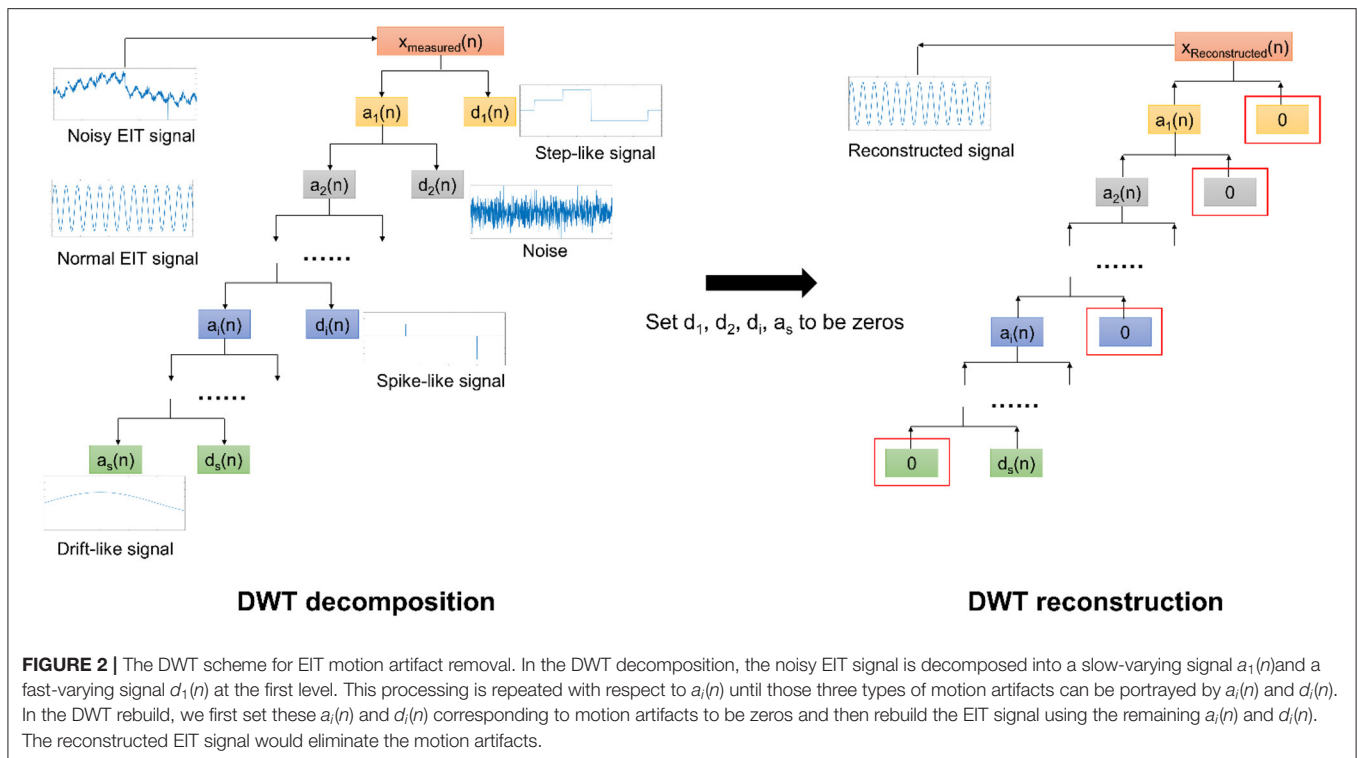 x_measured(n)
Noisy EIT signal
a₁(n)
d₁(n)
Step-like signal
Normal EIT signal
a₂(n)
d₂(n)
Noise
......
aᵢ(n)
dᵢ(n)
Spike-like signal
......
aₛ(n)
dₛ(n)
Drift-like signal
DWT decomposition
Set d₁, d₂, dᵢ, aₛ to be zeros
x_Reconstructed(n)
Reconstructed signal
a₁(n)
0
a₂(n)
0
......
aᵢ(n)
0
......
0
dₛ(n)
DWT reconstruction
FIGURE 2 | The DWT scheme for EIT motion artifact removal. In the DWT decomposition, the noisy EIT signal is decomposed into a slow-varying signal a₁(n)and a
fast-varying signal d₁(n) at the first level. This processing is repeated with respect to aᵢ(n) until those three types of motion artifacts can be portrayed by aᵢ(n) and dᵢ(n).
In the DWT rebuild, we first set these aᵢ(n) and dᵢ(n) corresponding to motion artifacts to be zeros and then rebuild the EIT signal using the remaining aᵢ(n) and dᵢ(n).
The reconstructed EIT signal would eliminate the motion artifacts.